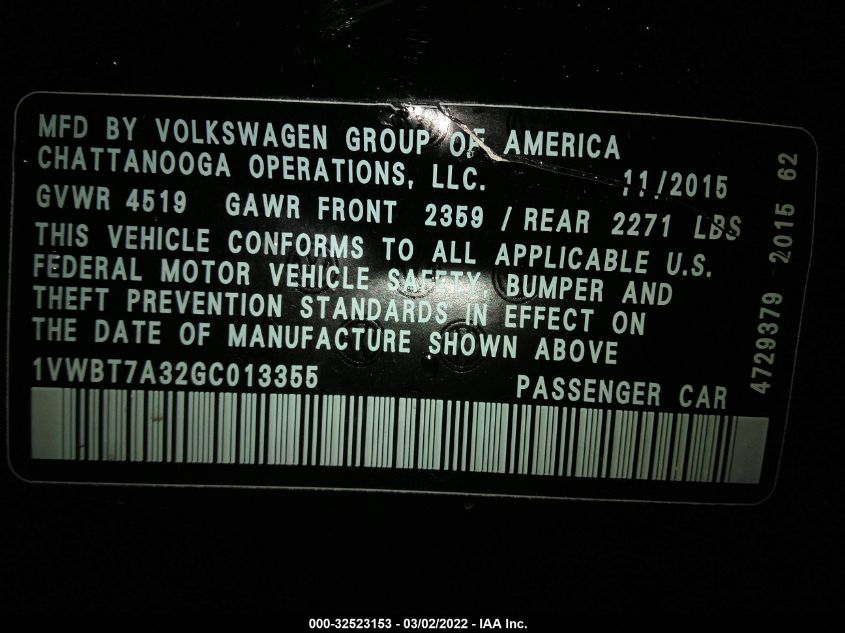 MFD BY VOLKSWAGEN GROUP OF AMERICA
CHATTANOOGA OPERATIONS, LLC. 11/2015
GVWR 4519 GAWR FRONT 2359 / REAR 2271 LBS
THIS VEHICLE CONFORMS TO ALL APPLICABLE U.S.
FEDERAL MOTOR VEHICLE SAFETY, BUMPER AND
THEFT PREVENTION STANDARDS IN EFFECT ON
THE DATE OF MANUFACTURE SHOWN ABOVE
1VWBT7A32GC013355 PASSENGER CAR
4729379 2015 62
000-32523153 - 03/02/2022 - IAA Inc.